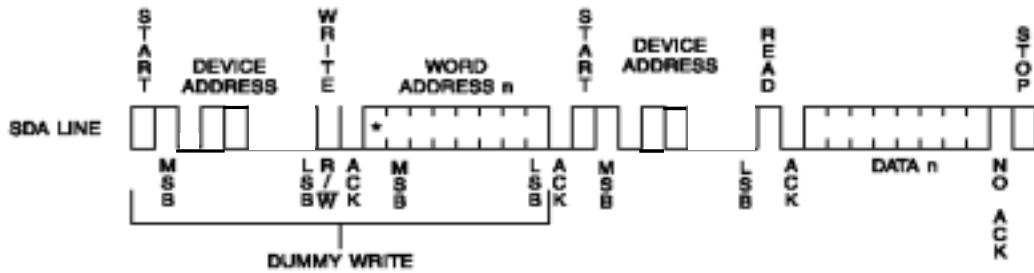 START
WRITE
START
READ
STOP
DEVICE
ADDRESS
WORD
ADDRESS n
DEVICE
ADDRESS
SDA LINE
*
MSB
LSB
R/W
ACK
MSB
LSB
ACK
MSB
LSB
ACK
DATA n
NO ACK
DUMMY WRITE